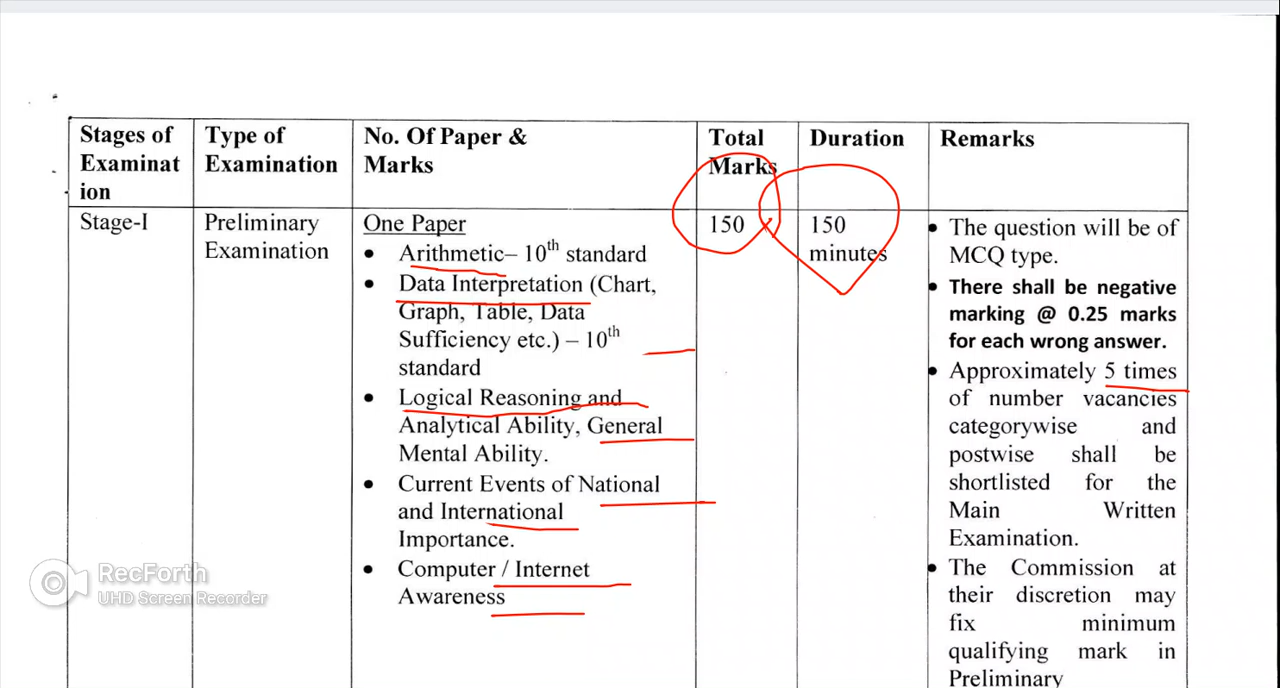 Stages of
Examinat
ion
Type of
Examination
No. Of Paper &
Marks
Total
Marks
Duration
Remarks
Stage-I
Preliminary
Examination
One Paper
• Arithmetic– 10th standard
• Data Interpretation (Chart,
Graph, Table, Data
Sufficiency etc.) – 10th
standard
• Logical Reasoning and
Analytical Ability, General
Mental Ability.
• Current Events of National
and International
Importance.
• Computer / Internet
Awareness
150
150
minutes
• The question will be of
MCQ type.
• There shall be negative
marking @ 0.25 marks
for each wrong answer.
• Approximately 5 times
of number vacancies
categorywise and
postwise shall be
shortlisted for the
Main Written
Examination.
• The Commission at
their discretion may
fix minimum
qualifying mark in
Preliminary
RecForth
UHD Screen Recorder